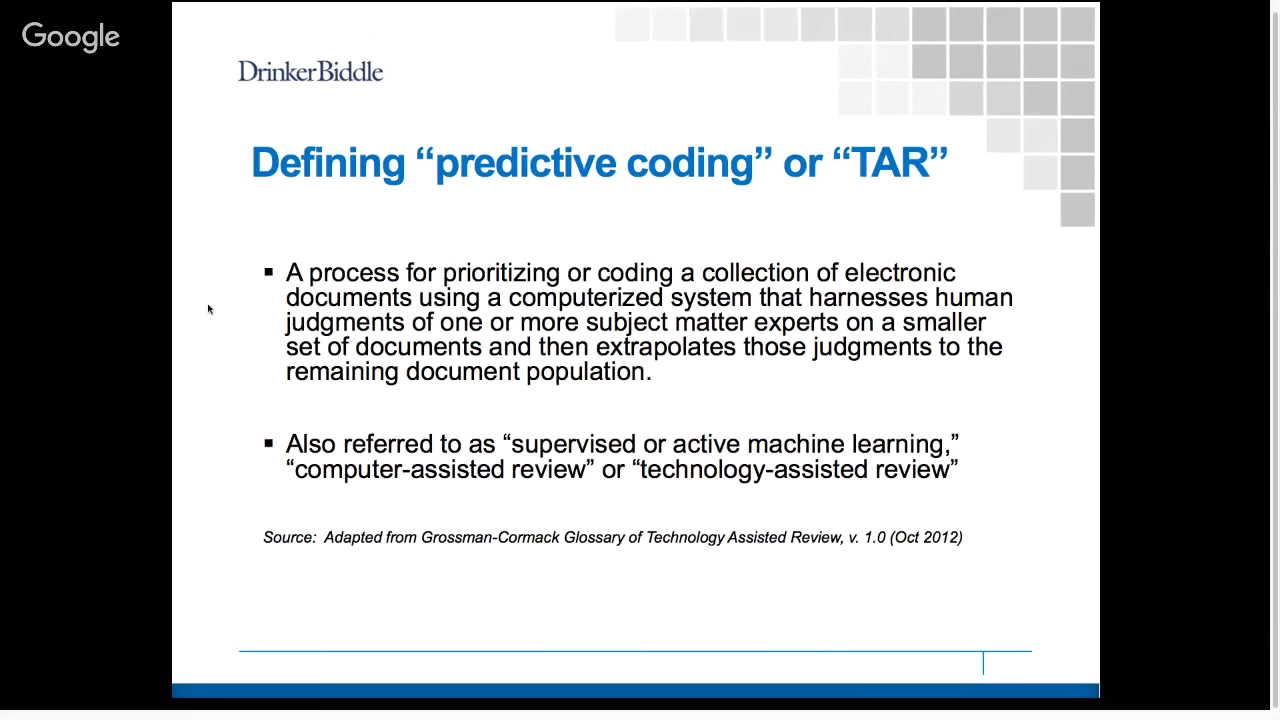 Google
DrinkerBiddle
Defining “predictive coding” or “TAR”
▪ A process for prioritizing or coding a collection of electronic
documents using a computerized system that harnesses human
judgments of one or more subject matter experts on a smaller
set of documents and then extrapolates those judgments to the
remaining document population.
▪ Also referred to as “supervised or active machine learning,”
“computer-assisted review” or “technology-assisted review”
Source: Adapted from Grossman-Cormack Glossary of Technology Assisted Review, v. 1.0 (Oct 2012)